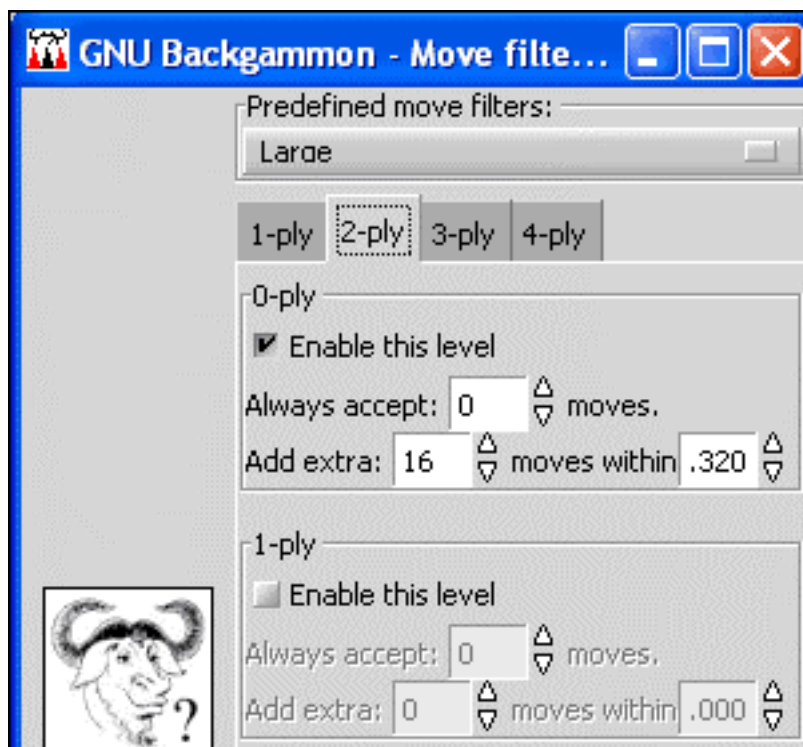 GNU Backgammon - Move filte...
Predefined move filters:
Large
1-ply 2-ply 3-ply 4-ply
0-ply
Enable this level
Always accept: 0 moves.
Add extra: 16 moves within .320
1-ply
Enable this level
Always accept: 0 moves.
Add extra: 0 moves within .000
?